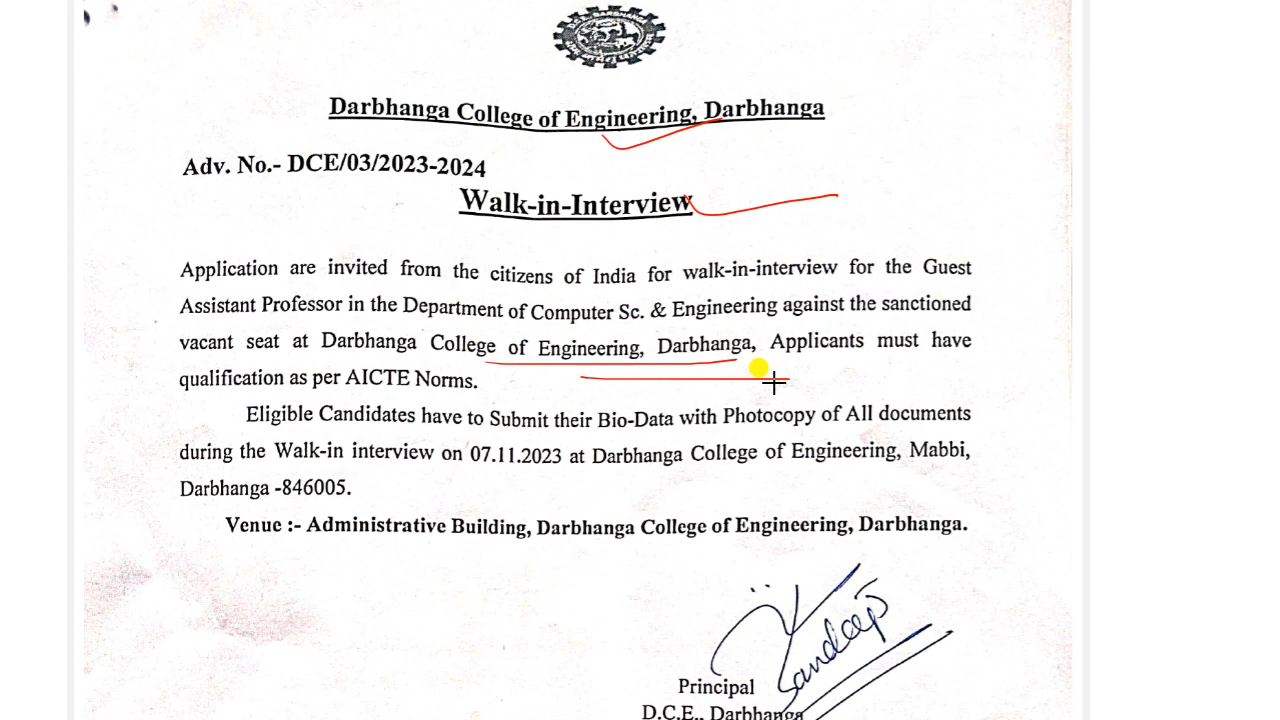 Darbhanga College of Engineering, Darbhanga
Adv. No.- DCE/03/2023-2024
Walk-in-Interview
Application are invited from the citizens of India for walk-in-interview for the Guest
Assistant Professor in the Department of Computer Sc. & Engineering against the sanctioned
vacant seat at Darbhanga College of Engineering, Darbhanga, Applicants must have
qualification as per AICTE Norms.
Eligible Candidates have to Submit their Bio-Data with Photocopy of All documents
during the Walk-in interview on 07.11.2023 at Darbhanga College of Engineering, Mabbi,
Darbhanga -846005.
Venue :- Administrative Building, Darbhanga College of Engineering, Darbhanga.
Sandeep
Principal
D.C.E., Darbhanga